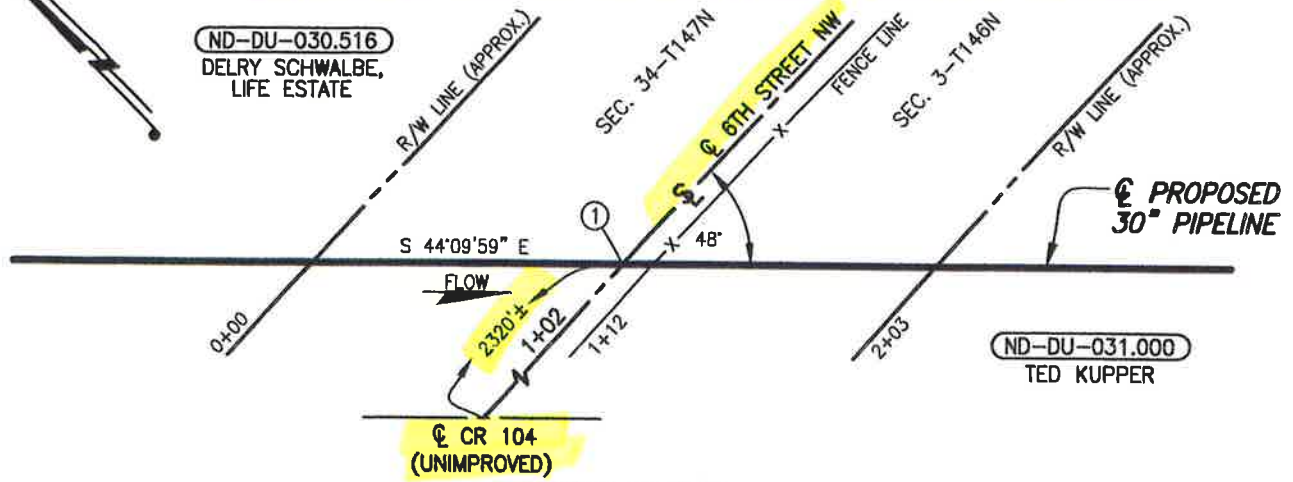 ND-DU-030.516
DELRY SCHWALBE,
LIFE ESTATE
R/W LINE (APPROX.)
SEC. 34-T147N
℄ 6TH STREET NW
FENCE LINE
SEC. 3-T146N
R/W LINE (APPROX.)
℄ PROPOSED
30" PIPELINE
1
S 44°09'59" E
X
X
48°
FLOW
0+00
2320'±
1+02
1+12
2+03
ND-DU-031.000
TED KUPPER
℄ CR 104
(UNIMPROVED)